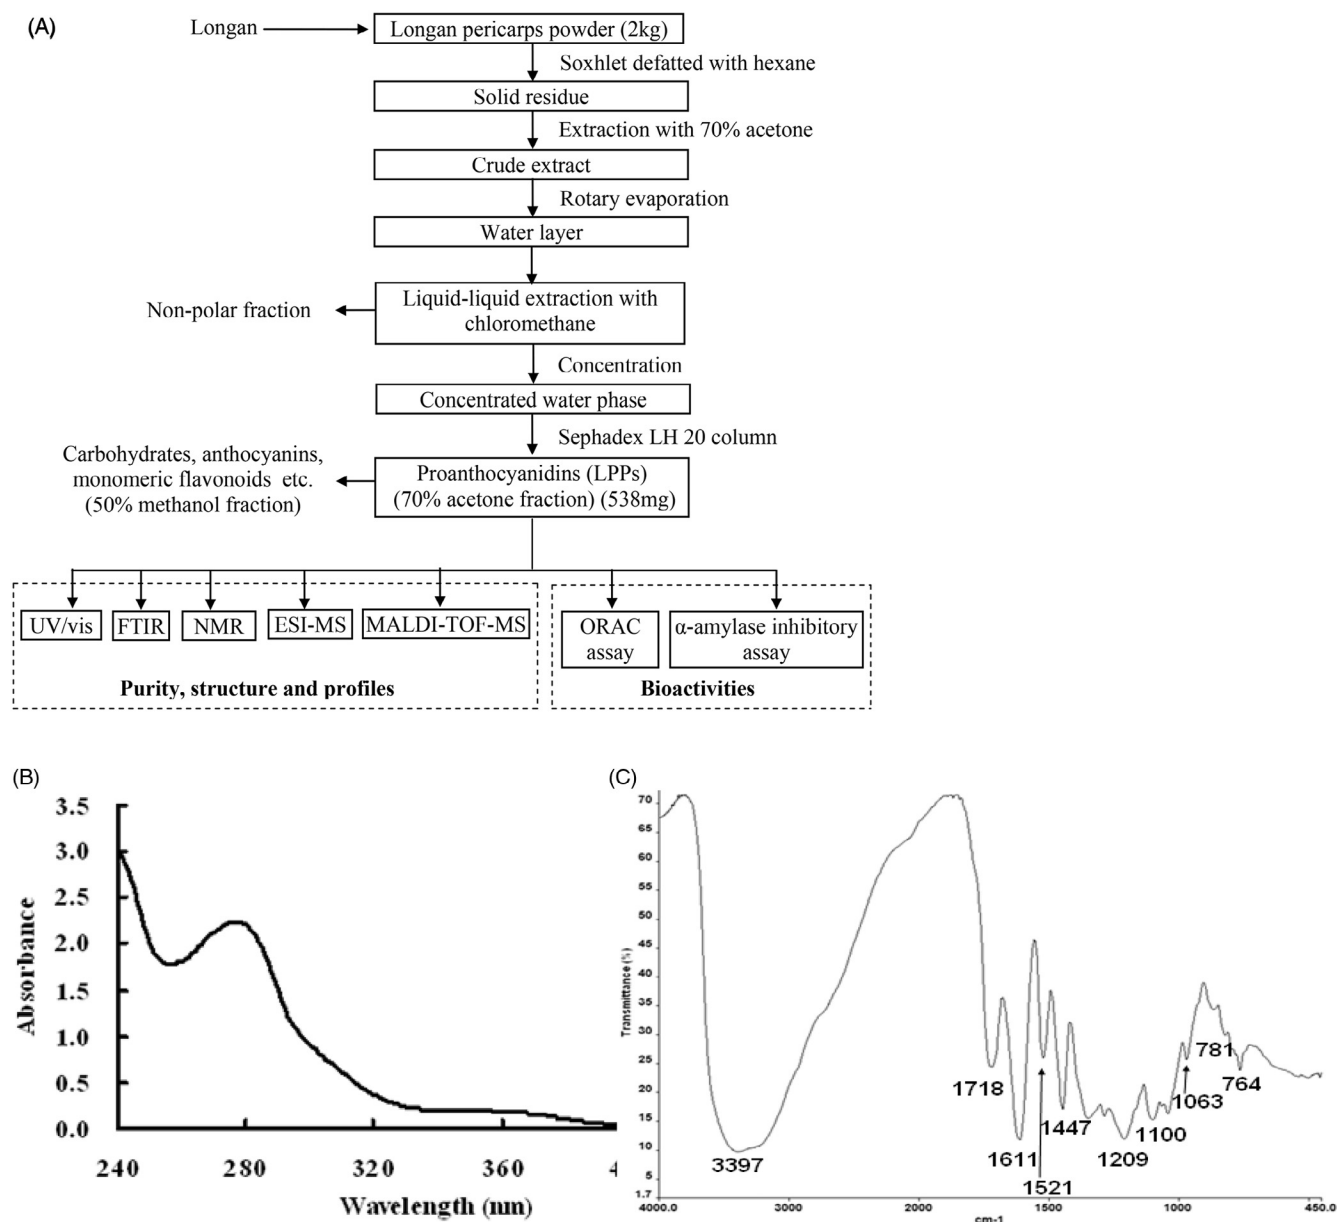 (A)
Longan
Longan pericarps powder (2kg)
Soxhlet defatted with hexane
Solid residue
Extraction with 70% acetone
Crude extract
Rotary evaporation
Water layer
Non-polar fraction
Liquid-liquid extraction with
chloromethane
Concentration
Concentrated water phase
Sephadex LH 20 column
Carbohydrates, anthocyanins,
monomeric flavonoids etc.
(50% methanol fraction)
Proanthocyanidins (LPPs)
(70% acetone fraction) (538mg)
UV/vis
FTIR
NMR
ESI-MS
MALDI-TOF-MS
ORAC
assay
α-amylase inhibitory
assay
Purity, structure and profiles
Bioactivities
(B)
3.5
3.0
2.5
2.0
1.5
1.0
0.5
0.0
Absorbance
240
280
320
360
4
Wavelength (nm)
(C)
70
65
60
55
50
45
40
35
30
25
20
15
10
5
1.7
Transmittance (%)
3397
1718
1611
1521
1447
1209
1100
1063
781
764
4000.0
3000
2000
1000
450.0
cm-1